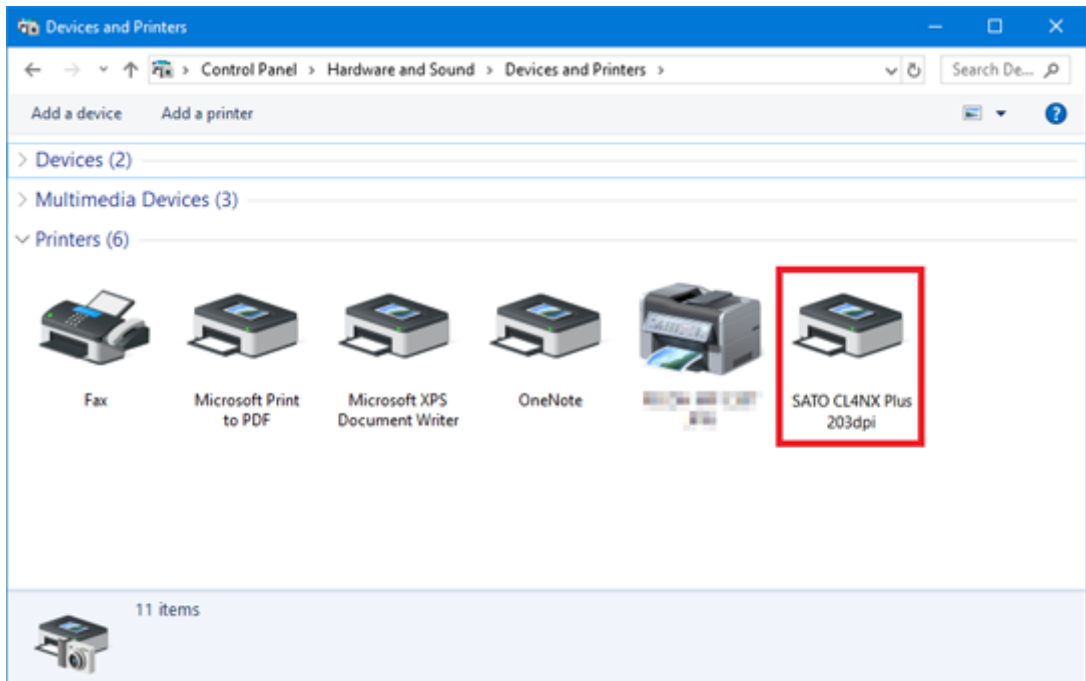 Devices and Printers
Control Panel > Hardware and Sound > Devices and Printers >
Search De...
Add a device Add a printer
Devices (2)
Multimedia Devices (3)
Printers (6)
Fax
Microsoft Print
to PDF
Microsoft XPS
Document Writer
OneNote
SATO CL4NX Plus
203dpi
11 items